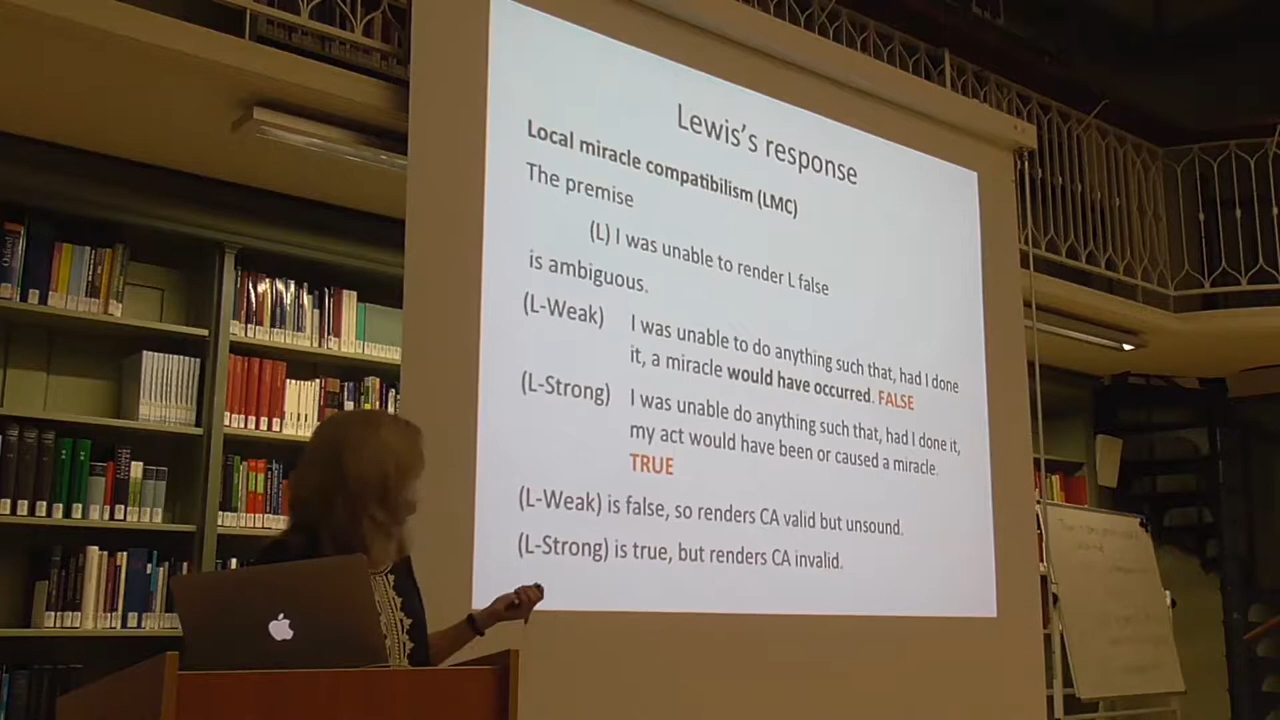 Lewis's response
Local miracle compatibilism (LMC)
The premise
(L) I was unable to render L false
is ambiguous.
(L-Weak) I was unable to do anything such that, had I done
it, a miracle would have occurred. FALSE
(L-Strong) I was unable do anything such that, had I done it,
my act would have been or caused a miracle.
TRUE
(L-Weak) is false, so renders CA valid but unsound.
(L-Strong) is true, but renders CA invalid.
Oxford